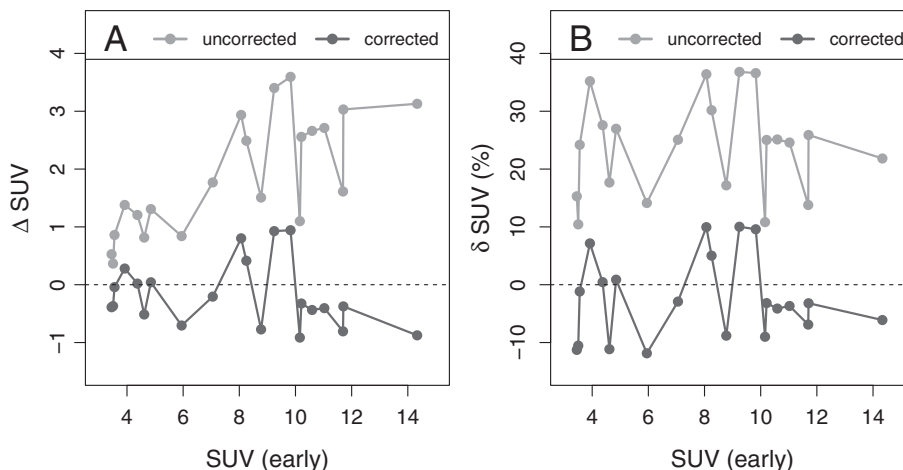 A uncorrected corrected
4
3
2
1
0
−1
Δ SUV
4 6 8 10 12 14
SUV (early)
B uncorrected corrected
40
30
20
10
0
−10
δ SUV (%)
4 6 8 10 12 14
SUV (early)